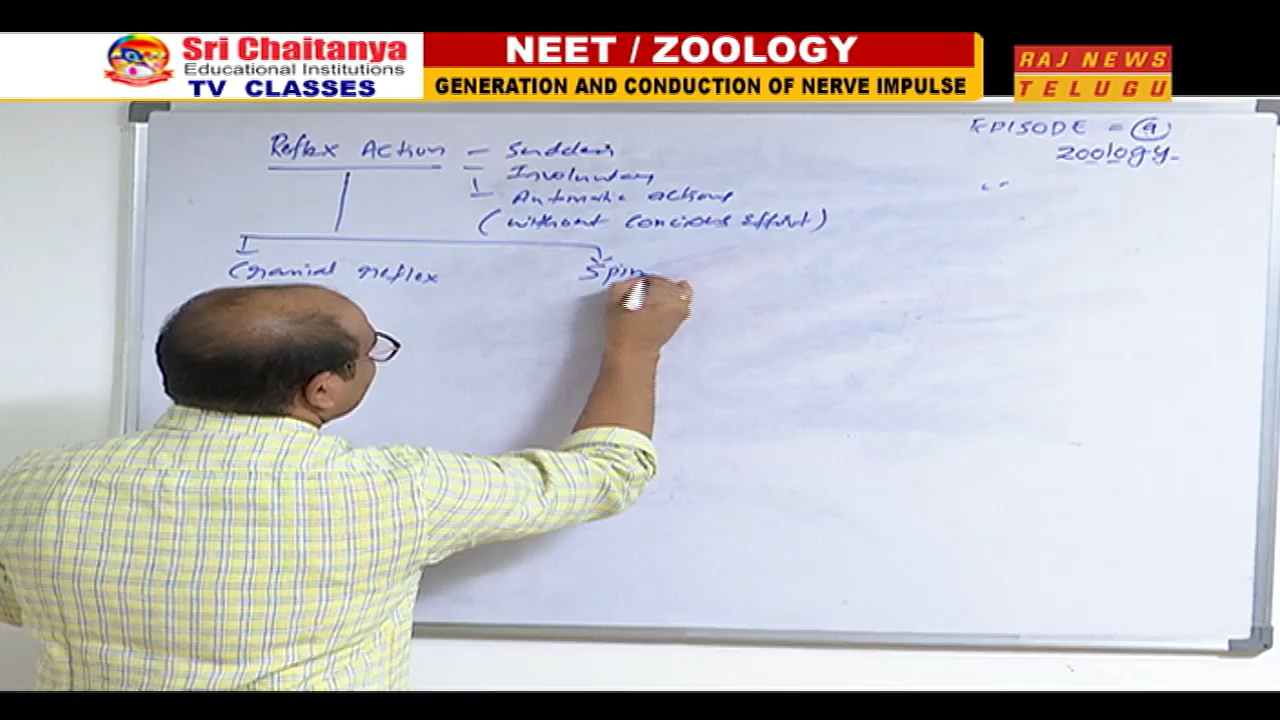 Sri Chaitanya
Educational Institutions
TV CLASSES
NEET / ZOOLOGY
GENERATION AND CONDUCTION OF NERVE IMPULSE
RAJ NEWS
TELUGU
EPISODE = 9
Zoology
Reflex Action - Sudden
- Involuntary
Automatic actions
(without concious effort)
Cranial reflex
Spin